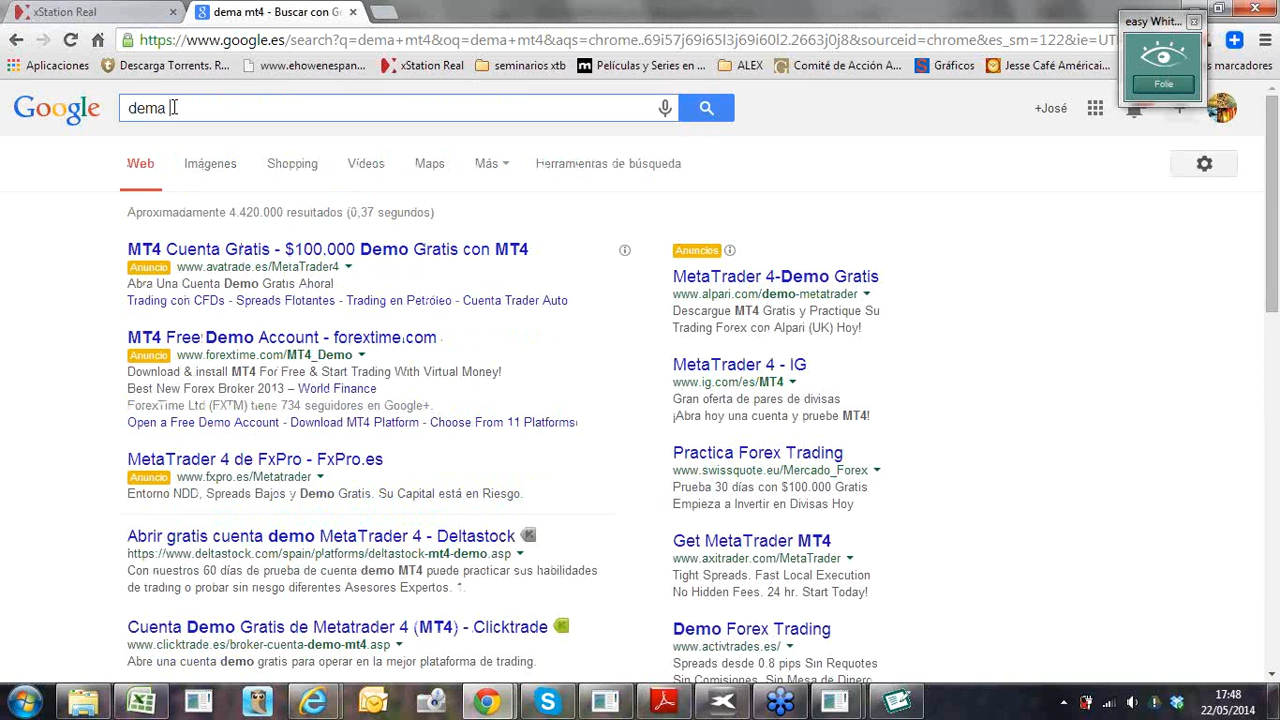 xStation Real
dema mt4 - Buscar con G
easy Whit...
https://www.google.es/search?q=dema+mt4&oq=dema+mt4&aqs=chrome..69i57j69i65l3j69i60l2.2663j0j8&sourceid=chrome&es_sm=122&ie=UT
Aplicaciones
Descarga Torrents. R...
www.ehowenespan...
xStation Real
seminarios xtb
Películas y Series en ...
ALEX
Comité de Acción A...
Gráficos
Jesse Café América...
marcadores
Folie
Google
dema
+José
Web
Imágenes
Shopping
Vídeos
Maps
Más
Herramientas de búsqueda
Aproximadamente 4.420.000 resultados (0,37 segundos)
MT4 Cuenta Gratis - $100.000 Demo Gratis con MT4
Anuncio www.avatrade.es/MetaTrader4
Abra Una Cuenta Demo Gratis Ahora!
Trading con CFDs - Spreads Flotantes - Trading en Petróleo - Cuenta Trader Auto
MT4 Free Demo Account - forextime.com
Anuncio www.forextime.com/MT4_Demo
Download & install MT4 For Free & Start Trading With Virtual Money!
Best New Forex Broker 2013 – World Finance
ForexTime Ltd (FXTM) tiene 734 seguidores en Google+.
Open a Free Demo Account - Download MT4 Platform - Choose From 11 Platforms
MetaTrader 4 de FxPro - FxPro.es
Anuncio www.fxpro.es/Metatrader
Entorno NDD, Spreads Bajos y Demo Gratis. Su Capital está en Riesgo.
Abrir gratis cuenta demo MetaTrader 4 - Deltastock
https://www.deltastock.com/spain/platforms/deltastock-mt4-demo.asp
Con nuestros 60 días de prueba de cuenta demo MT4 puede practicar sus habilidades
de trading o probar sin riesgo diferentes Asesores Expertos.
Cuenta Demo Gratis de Metatrader 4 (MT4) - Clicktrade
www.clicktrade.es/broker-cuenta-demo-mt4.asp
Abre una cuenta demo gratis para operar en la mejor plataforma de trading.
Anuncios
MetaTrader 4-Demo Gratis
www.alpari.com/demo-metatrader
Descargue MT4 Gratis y Practique Su
Trading Forex con Alpari (UK) Hoy!
MetaTrader 4 - IG
www.ig.com/es/MT4
Gran oferta de pares de divisas
¡Abra hoy una cuenta y pruebe MT4!
Practica Forex Trading
www.swissquote.eu/Mercado_Forex
Prueba 30 días con $100.000 Gratis
Empieza a Invertir en Divisas Hoy
Get MetaTrader MT4
www.axitrader.com/MetaTrader
Tight Spreads. Fast Local Execution
No Hidden Fees. 24 hr. Start Today!
Demo Forex Trading
www.activtrades.es/
Spreads desde 0.8 pips Sin Requotes
Sin Comisiones, Sin Mesa de Dinero
17:48
22/05/2014